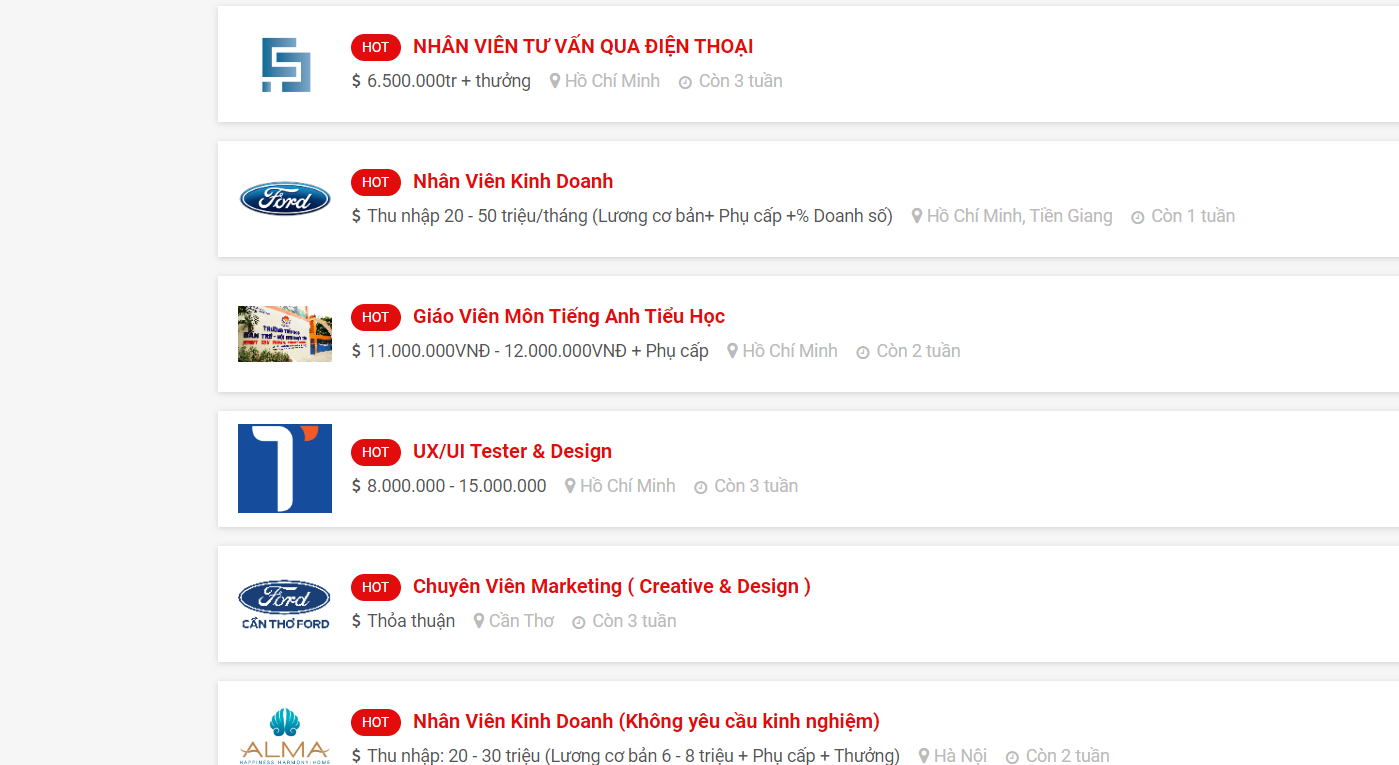 HOT NHÂN VIÊN TƯ VẤN QUA ĐIỆN THOẠI
$ 6.500.000tr + thưởng Hồ Chí Minh Còn 3 tuần
Ford
HOT Nhân Viên Kinh Doanh
$ Thu nhập 20 - 50 triệu/tháng (Lương cơ bản+ Phụ cấp +% Doanh số) Hồ Chí Minh, Tiền Giang Còn 1 tuần
HOT Giáo Viên Môn Tiếng Anh Tiểu Học
TRƯỜNG TIỂU HỌC
$ 11.000.000VNĐ - 12.000.000VNĐ + Phụ cấp Hồ Chí Minh Còn 2 tuần
HOT UX/UI Tester & Design
$ 8.000.000 - 15.000.000 Hồ Chí Minh Còn 3 tuần
HOT Chuyên Viên Marketing ( Creative & Design )
Ford
CẦN THƠ FORD
$ Thỏa thuận Cần Thơ Còn 3 tuần
HOT Nhân Viên Kinh Doanh (Không yêu cầu kinh nghiệm)
ALMA
HAPPINESS HARMONY HOME
$ Thu nhập: 20 - 30 triệu (Lương cơ bản 6 - 8 triệu + Phụ cấp + Thưởng) Hà Nội Còn 2 tuần